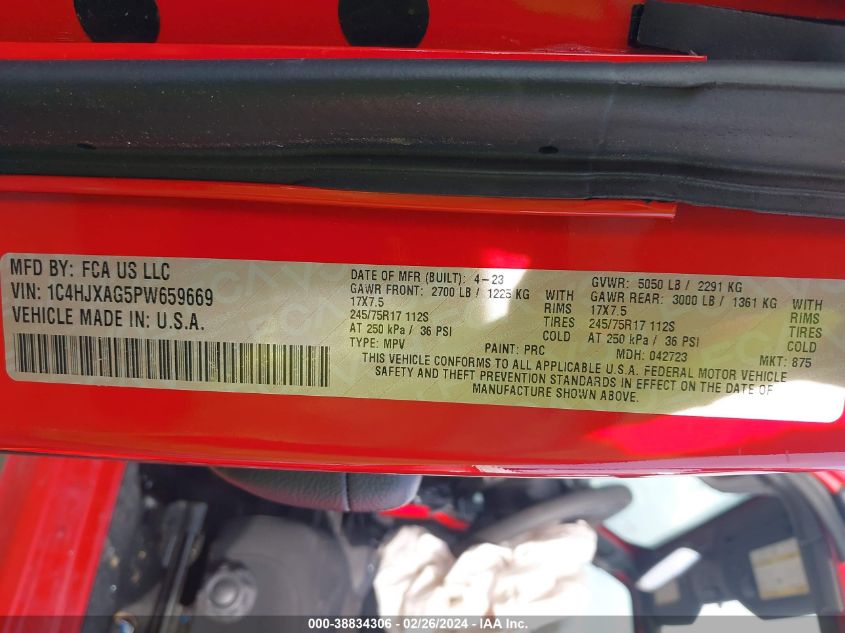 MFD BY: FCA US LLC
VIN: 1C4HJXAG5PW659669
VEHICLE MADE IN: U.S.A.
DATE OF MFR (BUILT): 4-23
GAWR FRONT: 2700 LB / 1225 KG WITH
17X7.5 RIMS
245/75R17 112S TIRES
AT 250 kPa / 36 PSI COLD
TYPE: MPV PAINT: PRC
GVWR: 5050 LB / 2291 KG
GAWR REAR: 3000 LB / 1361 KG WITH
17X7.5 RIMS
245/75R17 112S TIRES
AT 250 kPa / 36 PSI COLD
MDH: 042723 MKT: 875
THIS VEHICLE CONFORMS TO ALL APPLICABLE U.S.A. FEDERAL MOTOR VEHICLE
SAFETY AND THEFT PREVENTION STANDARDS IN EFFECT ON THE DATE OF
MANUFACTURE SHOWN ABOVE.
000-38834306 - 02/26/2024 - IAA Inc.